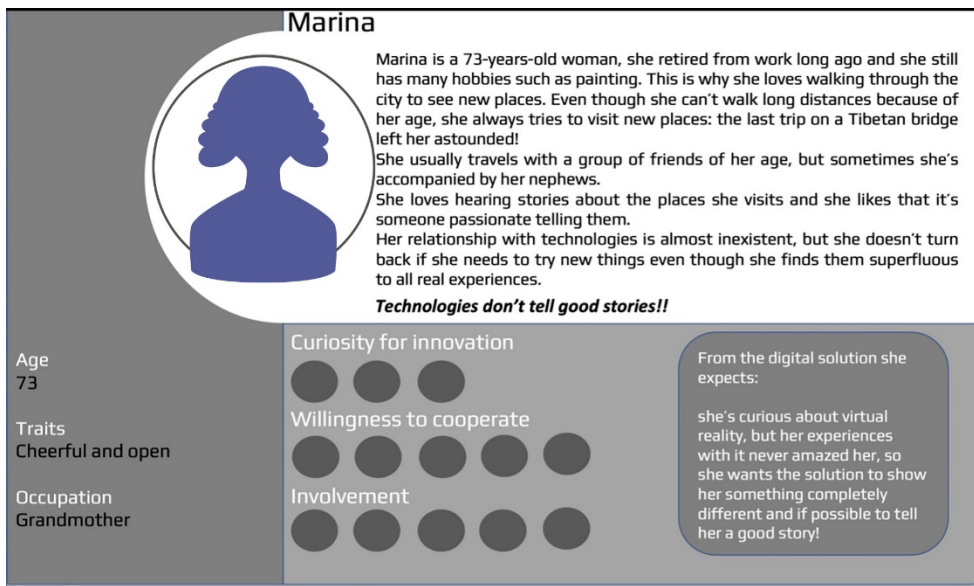 Marina
Marina is a 73-years-old woman, she retired from work long ago and she still
has many hobbies such as painting. This is why she loves walking through the
city to see new places. Even though she can't walk long distances because of
her age, she always tries to visit new places: the last trip on a Tibetan bridge
left her astounded!
She usually travels with a group of friends of her age, but sometimes she's
accompanied by her nephews.
She loves hearing stories about the places she visits and she likes that it's
someone passionate telling them.
Her relationship with technologies is almost inexistent, but she doesn't turn
back if she needs to try new things even though she finds them superfluous
to all real experiences.
Technologies don't tell good stories!!
Age
73
Traits
Cheerful and open
Occupation
Grandmother
Curiosity for innovation
Willingness to cooperate
Involvement
From the digital solution she
expects:
she's curious about virtual
reality, but her experiences
with it never amazed her, so
she wants the solution to show
her something completely
different and if possible to tell
her a good story!